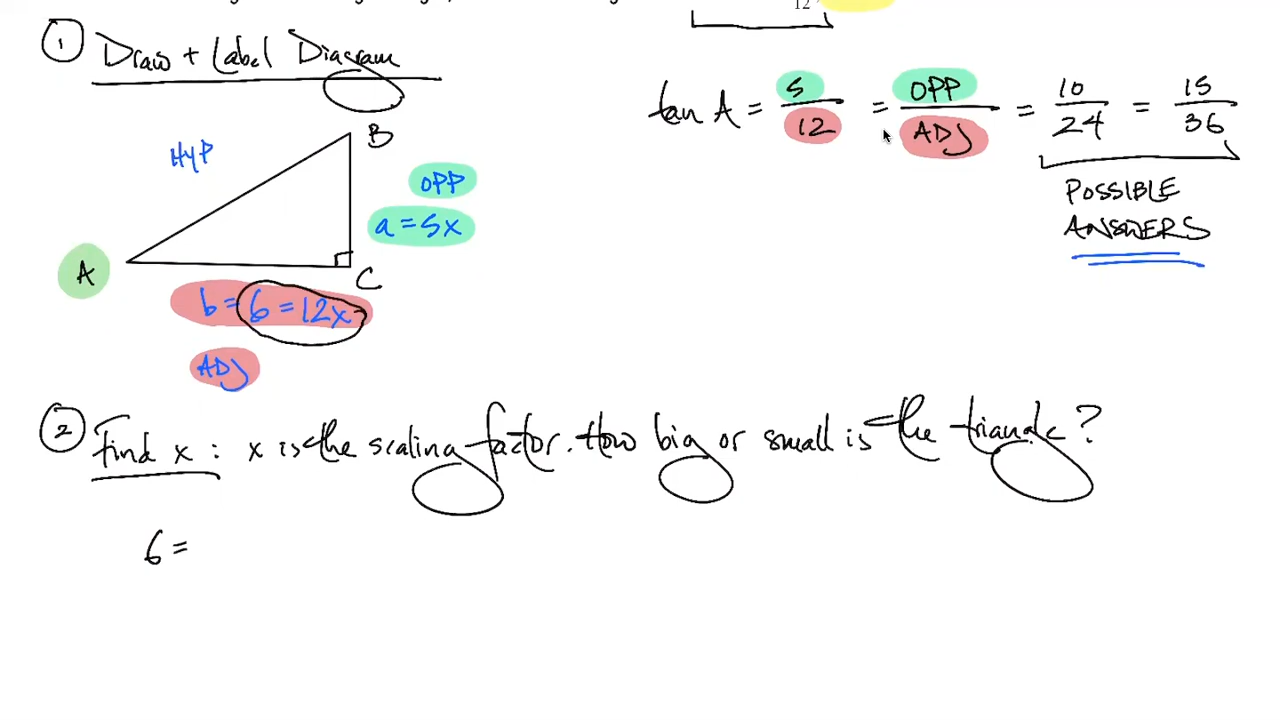 12
① Draw + Label Diagram
tan A = 5/12 = OPP/ADJ = 10/24 = 15/36
POSSIBLE
ANSWERS
HYP
B
OPP
a = 5x
A
C
b = 6 = 12x
ADJ
② Find x : x is the scaling factor. How big or small is the triangle?
6 =